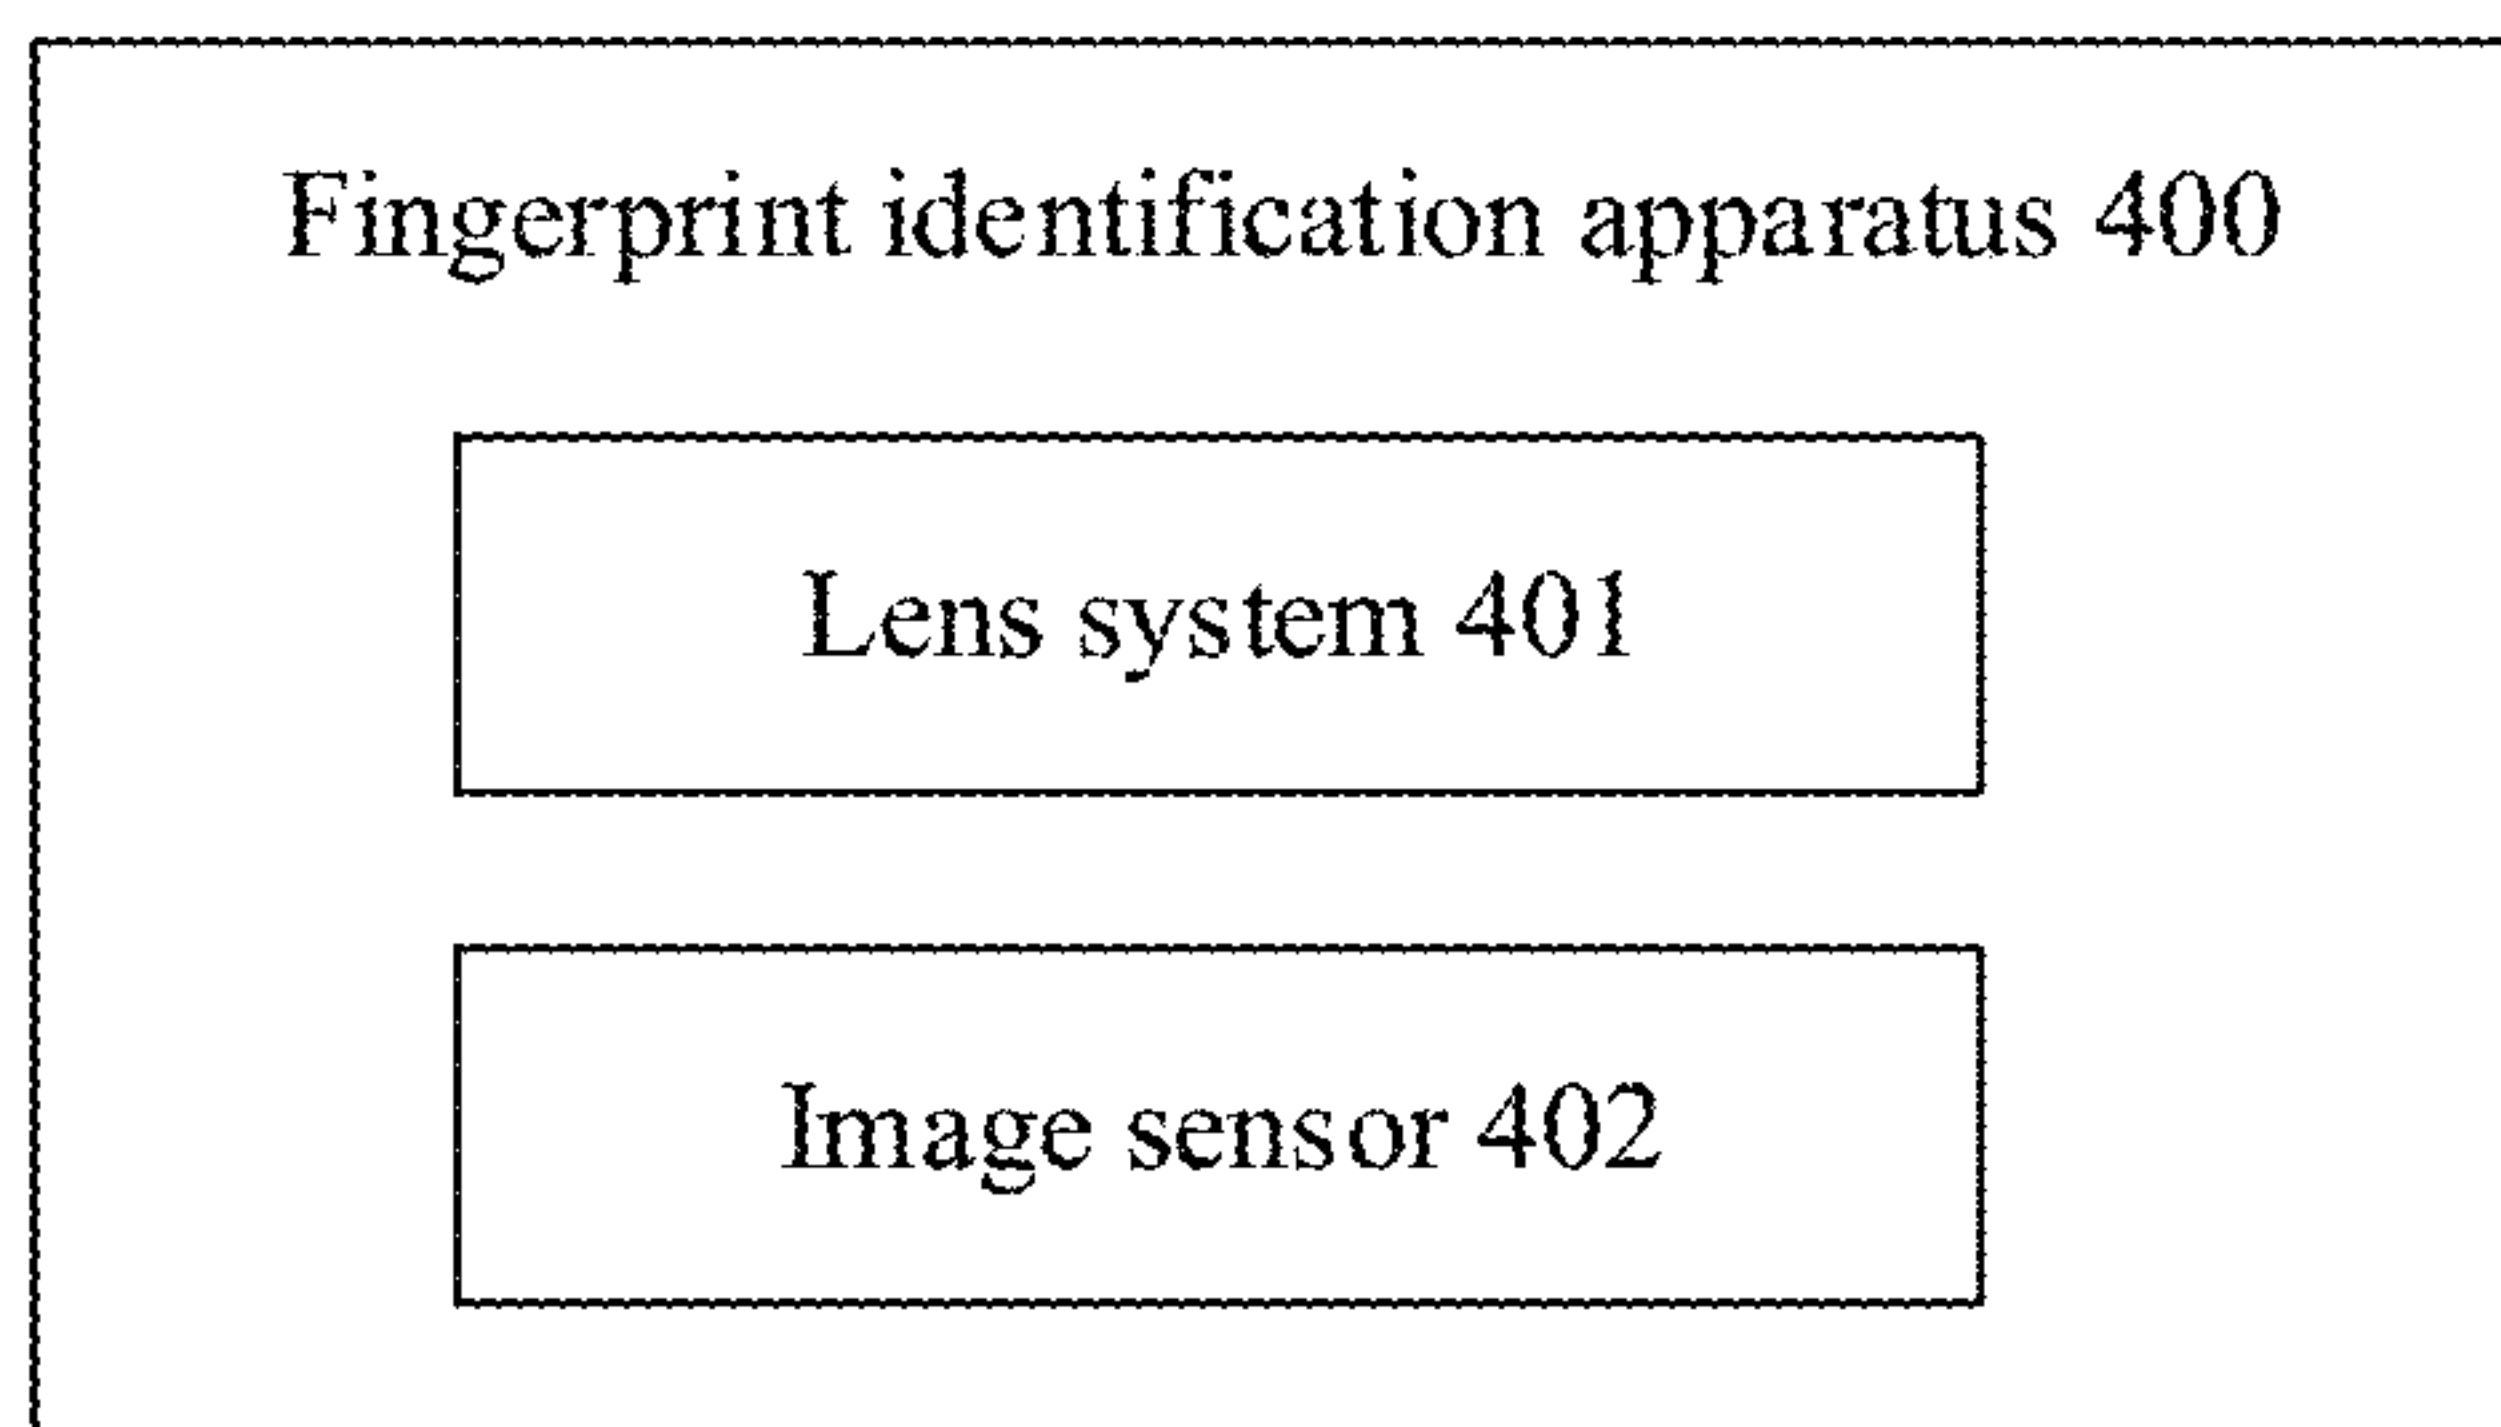 Fingerprint identification apparatus 400
Lens system 401
Image sensor 402